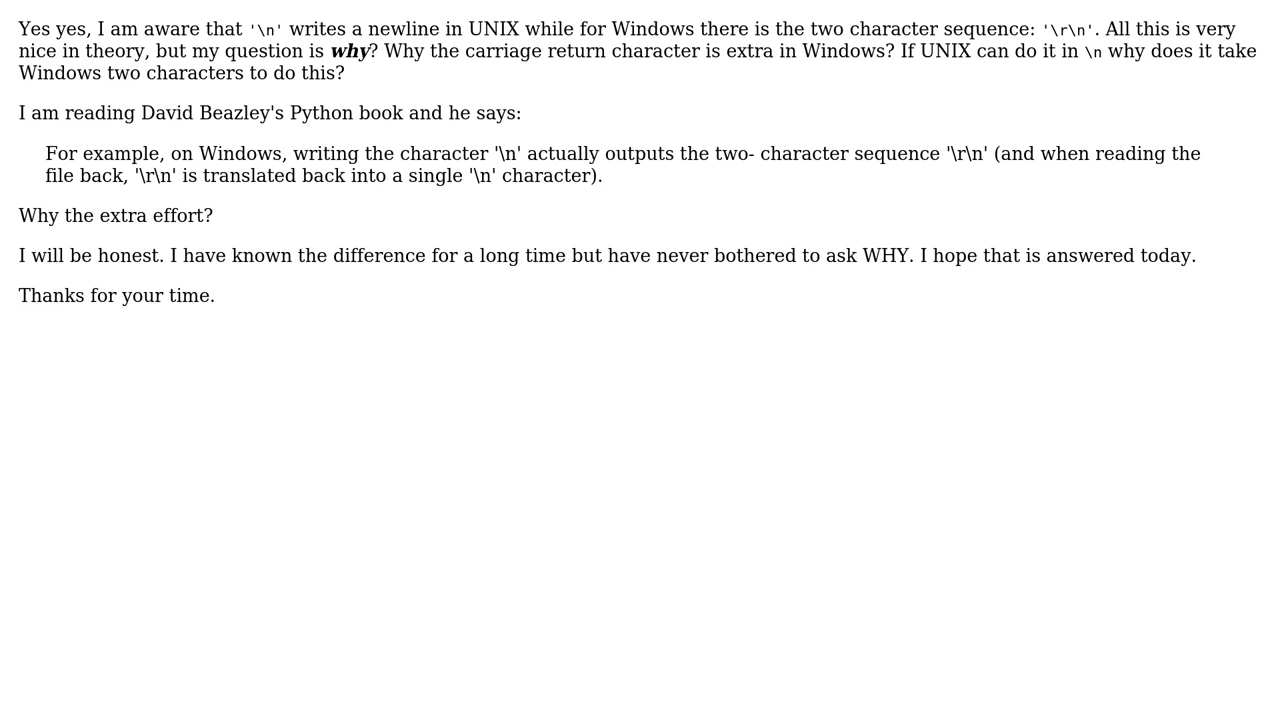 Yes yes, I am aware that '\n' writes a newline in UNIX while for Windows there is the two character sequence: '\r\n'. All this is very
nice in theory, but my question is why? Why the carriage return character is extra in Windows? If UNIX can do it in \n why does it take
Windows two characters to do this?
I am reading David Beazley's Python book and he says:
For example, on Windows, writing the character '\n' actually outputs the two- character sequence '\r\n' (and when reading the
file back, '\r\n' is translated back into a single '\n' character).
Why the extra effort?
I will be honest. I have known the difference for a long time but have never bothered to ask WHY. I hope that is answered today.
Thanks for your time.